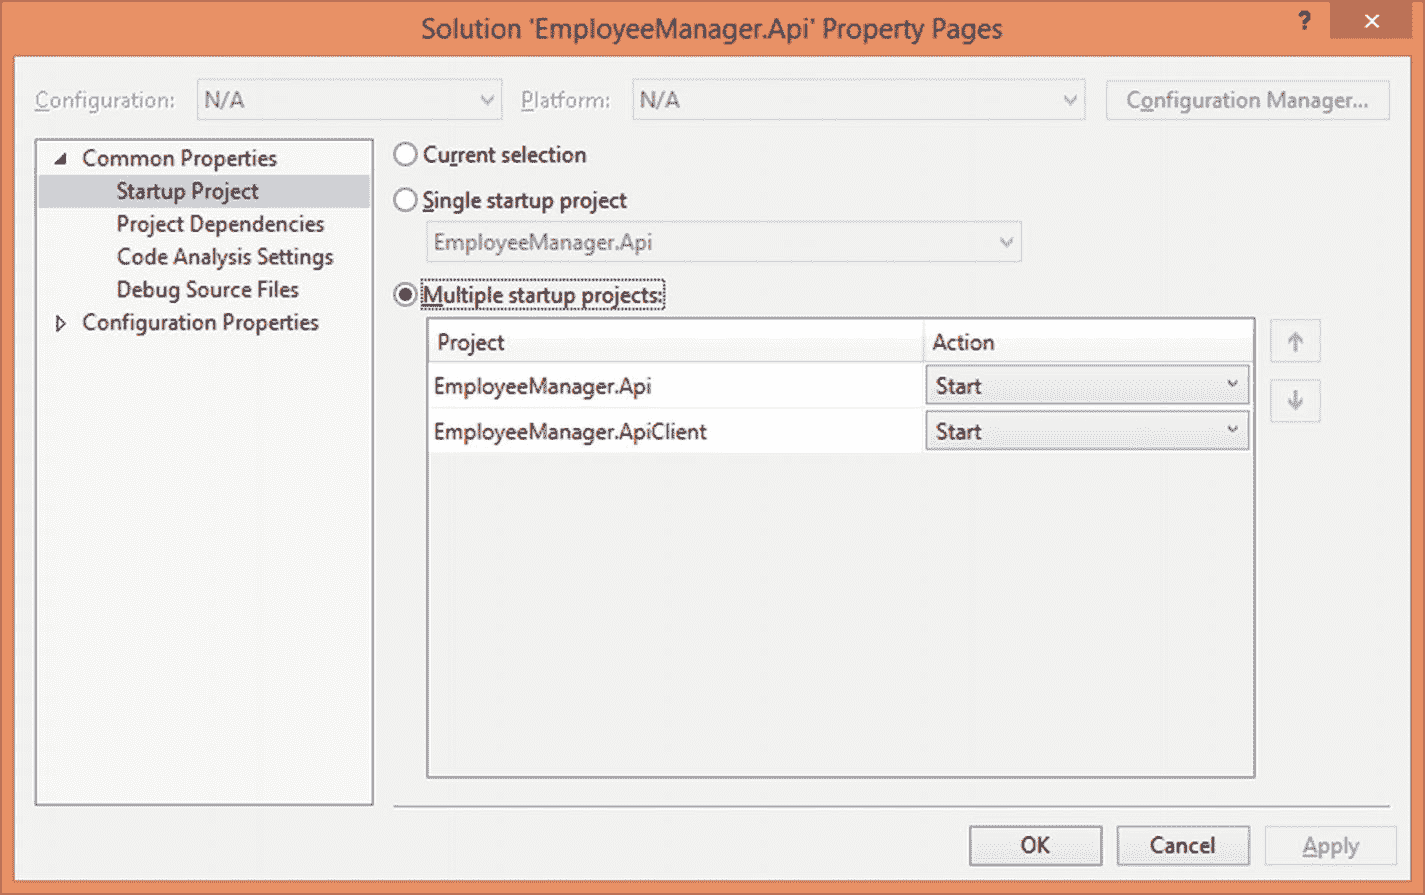 Solution 'EmployeeManager.Api' Property Pages
?
Configuration: N/A Platform: N/A Configuration Manager...
Common Properties
Startup Project
Project Dependencies
Code Analysis Settings
Debug Source Files
Configuration Properties
Current selection
Single startup project
EmployeeManager.Api
Multiple startup projects:
Project Action
EmployeeManager.Api Start
EmployeeManager.ApiClient Start
OK Cancel Apply